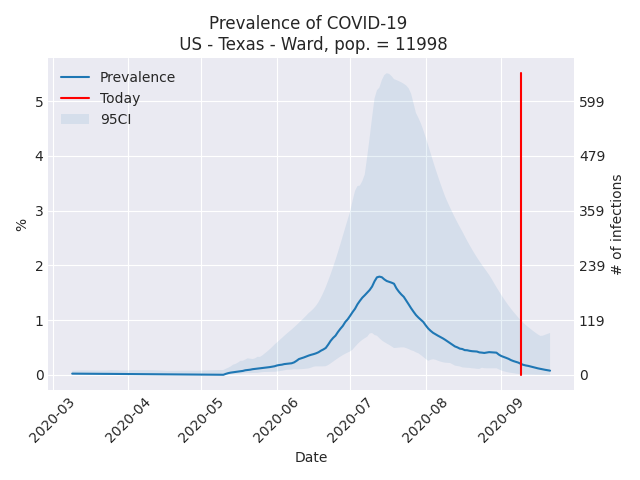 Prevalence of COVID-19
US - Texas - Ward, pop. = 11998
Prevalence
Today
95CI
%
5
4
3
2
1
0
599
479
359
239
119
0
# of infections
2020-03
2020-04
2020-05
2020-06
2020-07
2020-08
2020-09
Date